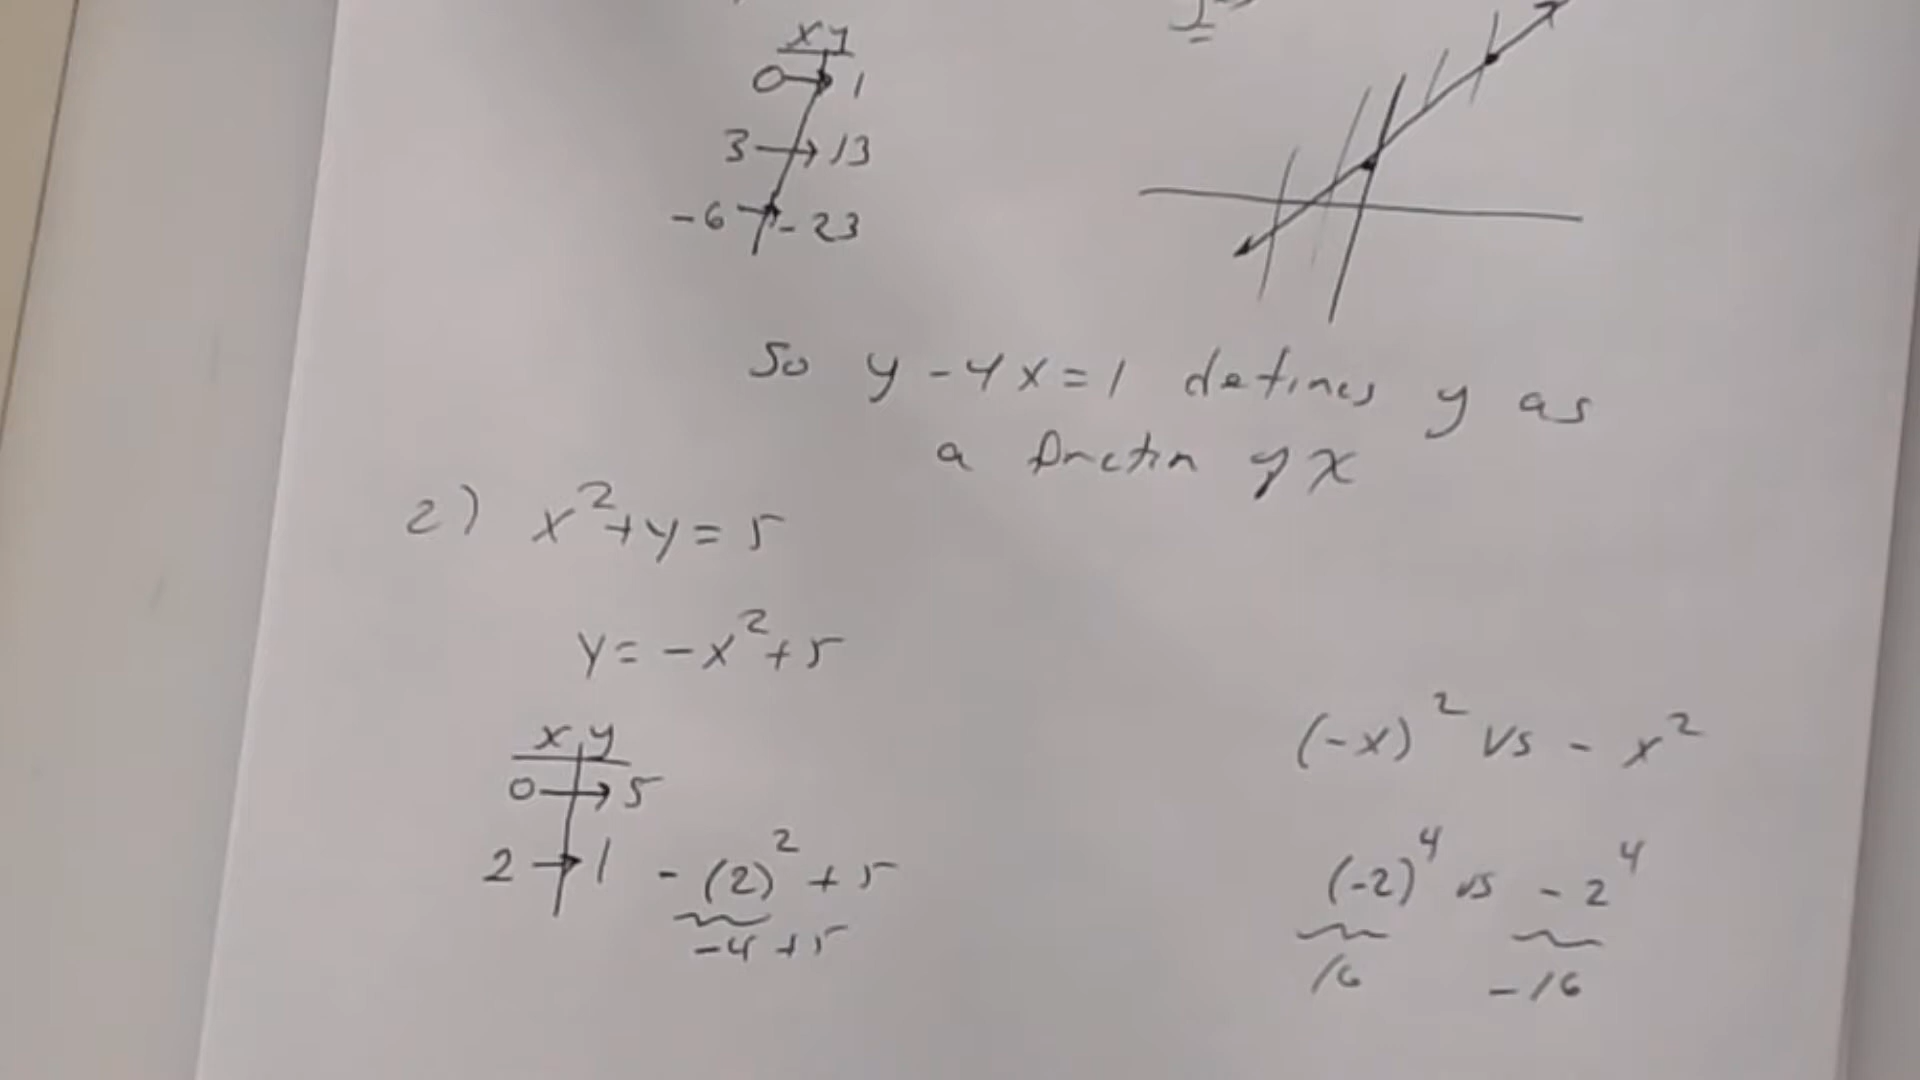 x y
0 → 1
3 → 13
-6 → -23
So y - 4x = 1 defines y as
a function of x
2) x² + y = 5
y = -x² + 5
x y
0 → 5
2 → 1 -(2)² + 5
-4 + 5
(-x)² vs -x²
(-2)⁴ vs -2⁴
16 -16